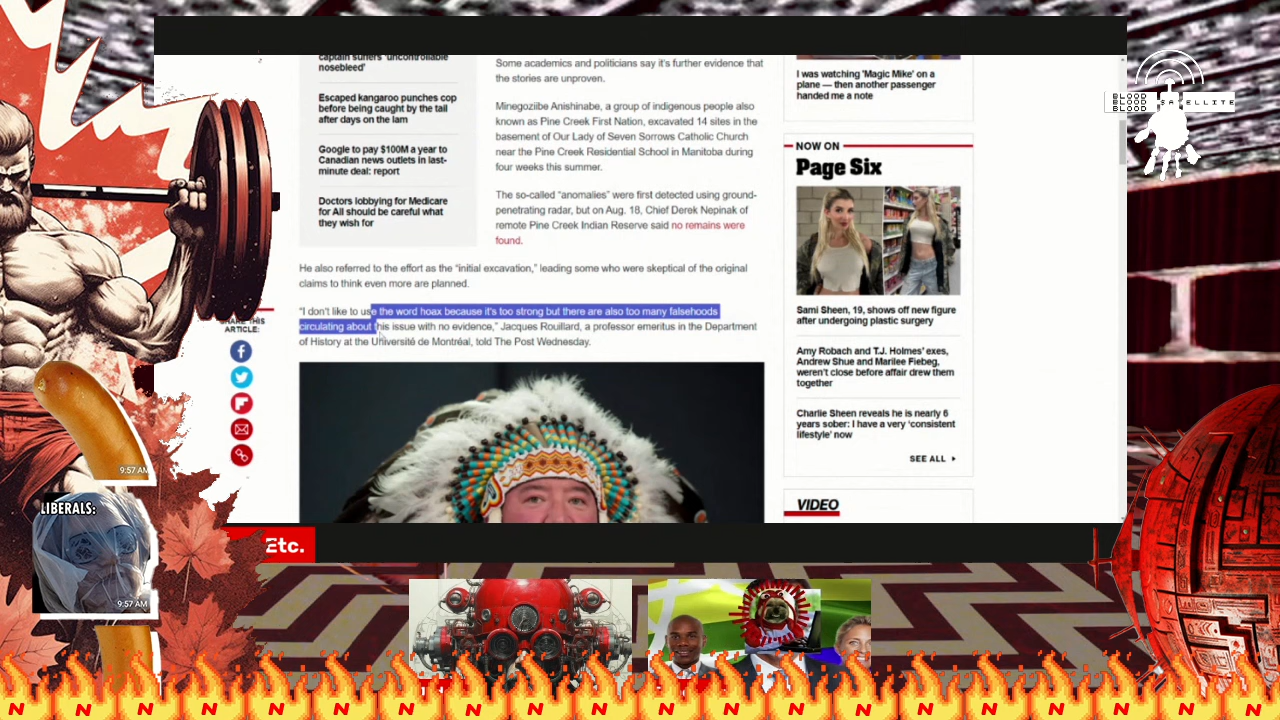 captain suffers 'uncontrollable
nosebleed'
Escaped kangaroo punches cop
before being caught by the tail
after days on the lam
Google to pay $100M a year to
Canadian news outlets in last-
minute deal: report
Doctors lobbying for Medicare
for All should be careful what
they wish for
Some academics and politicians say it's further evidence that
the stories are unproven.
Minegoziibe Anishinabe, a group of indigenous people also
known as Pine Creek First Nation, excavated 14 sites in the
basement of Our Lady of Seven Sorrows Catholic Church
near the Pine Creek Residential School in Manitoba during
four weeks this summer.
The so-called “anomalies” were first detected using ground-
penetrating radar, but on Aug. 18, Chief Derek Nepinak of
remote Pine Creek Indian Reserve said no remains were
found.
He also referred to the effort as the “initial excavation,” leading some who were skeptical of the original
claims to think even more are planned.
“I don't like to use the word hoax because it's too strong but there are also too many falsehoods
circulating about this issue with no evidence,” Jacques Rouillard, a professor emeritus in the Department
of History at the Université de Montréal, told The Post Wednesday.
SHARE THIS
ARTICLE:
I was watching 'Magic Mike' on a
plane — then another passenger
handed me a note
NOW ON
Page Six
Sami Sheen, 19, shows off new figure
after undergoing plastic surgery
Amy Robach and T.J. Holmes' exes,
Andrew Shue and Marilee Fiebeg,
weren't close before affair drew them
together
Charlie Sheen reveals he is nearly 6
years sober: I have a very 'consistent
lifestyle' now
SEE ALL
VIDEO
BLOOD
BLOOD SATELLITE
BLOOD
9:57 AM
LIBERALS:
9:57 AM
Etc.
N N N N N N N N N N N N N N N N N N N N